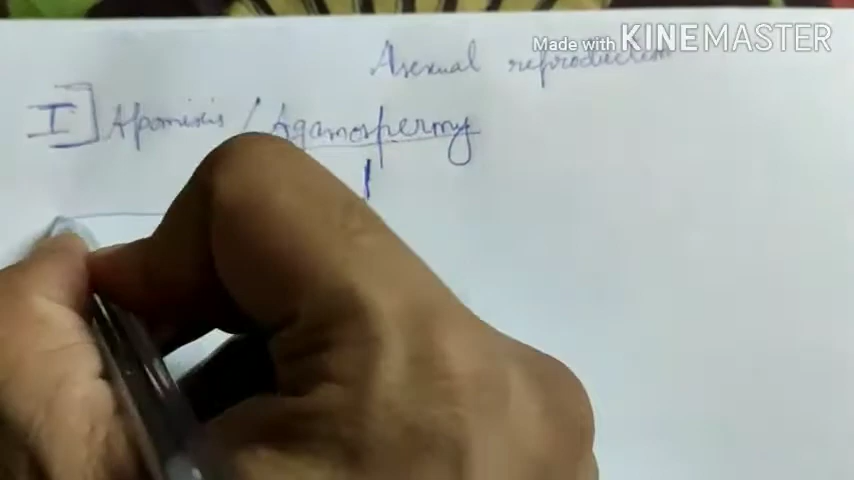 Made with KINEMASTER
Asexual reproduction
I] Apomixis / Agamospermy